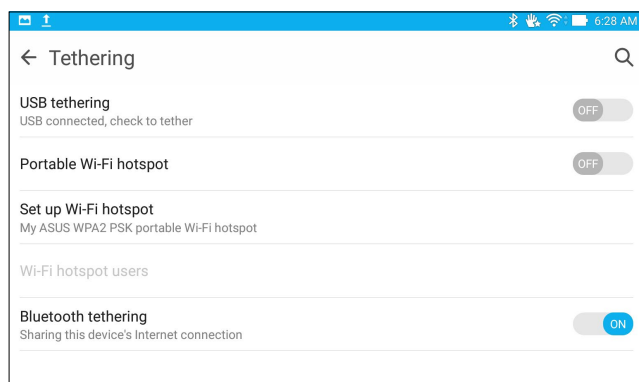 6:28 AM
Tethering
USB tethering
OFF
USB connected, check to tether
Portable Wi-Fi hotspot
OFF
Set up Wi-Fi hotspot
My ASUS WPA2 PSK portable Wi-Fi hotspot
Wi-Fi hotspot users
Bluetooth tethering
ON
Sharing this device's Internet connection